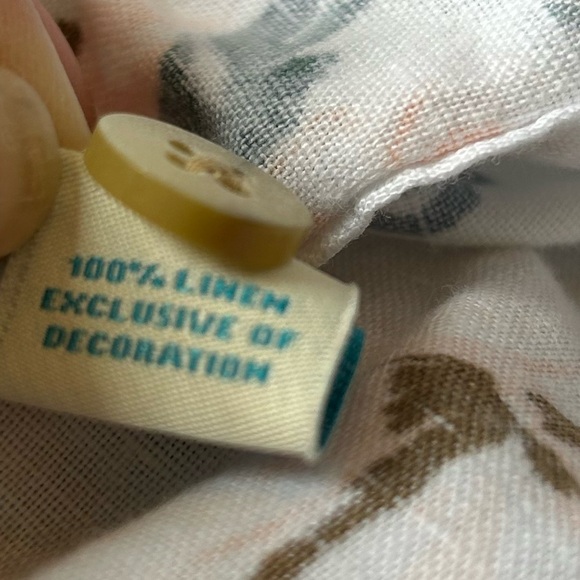 100% LINEN
EXCLUSIVE OF
DECORATION